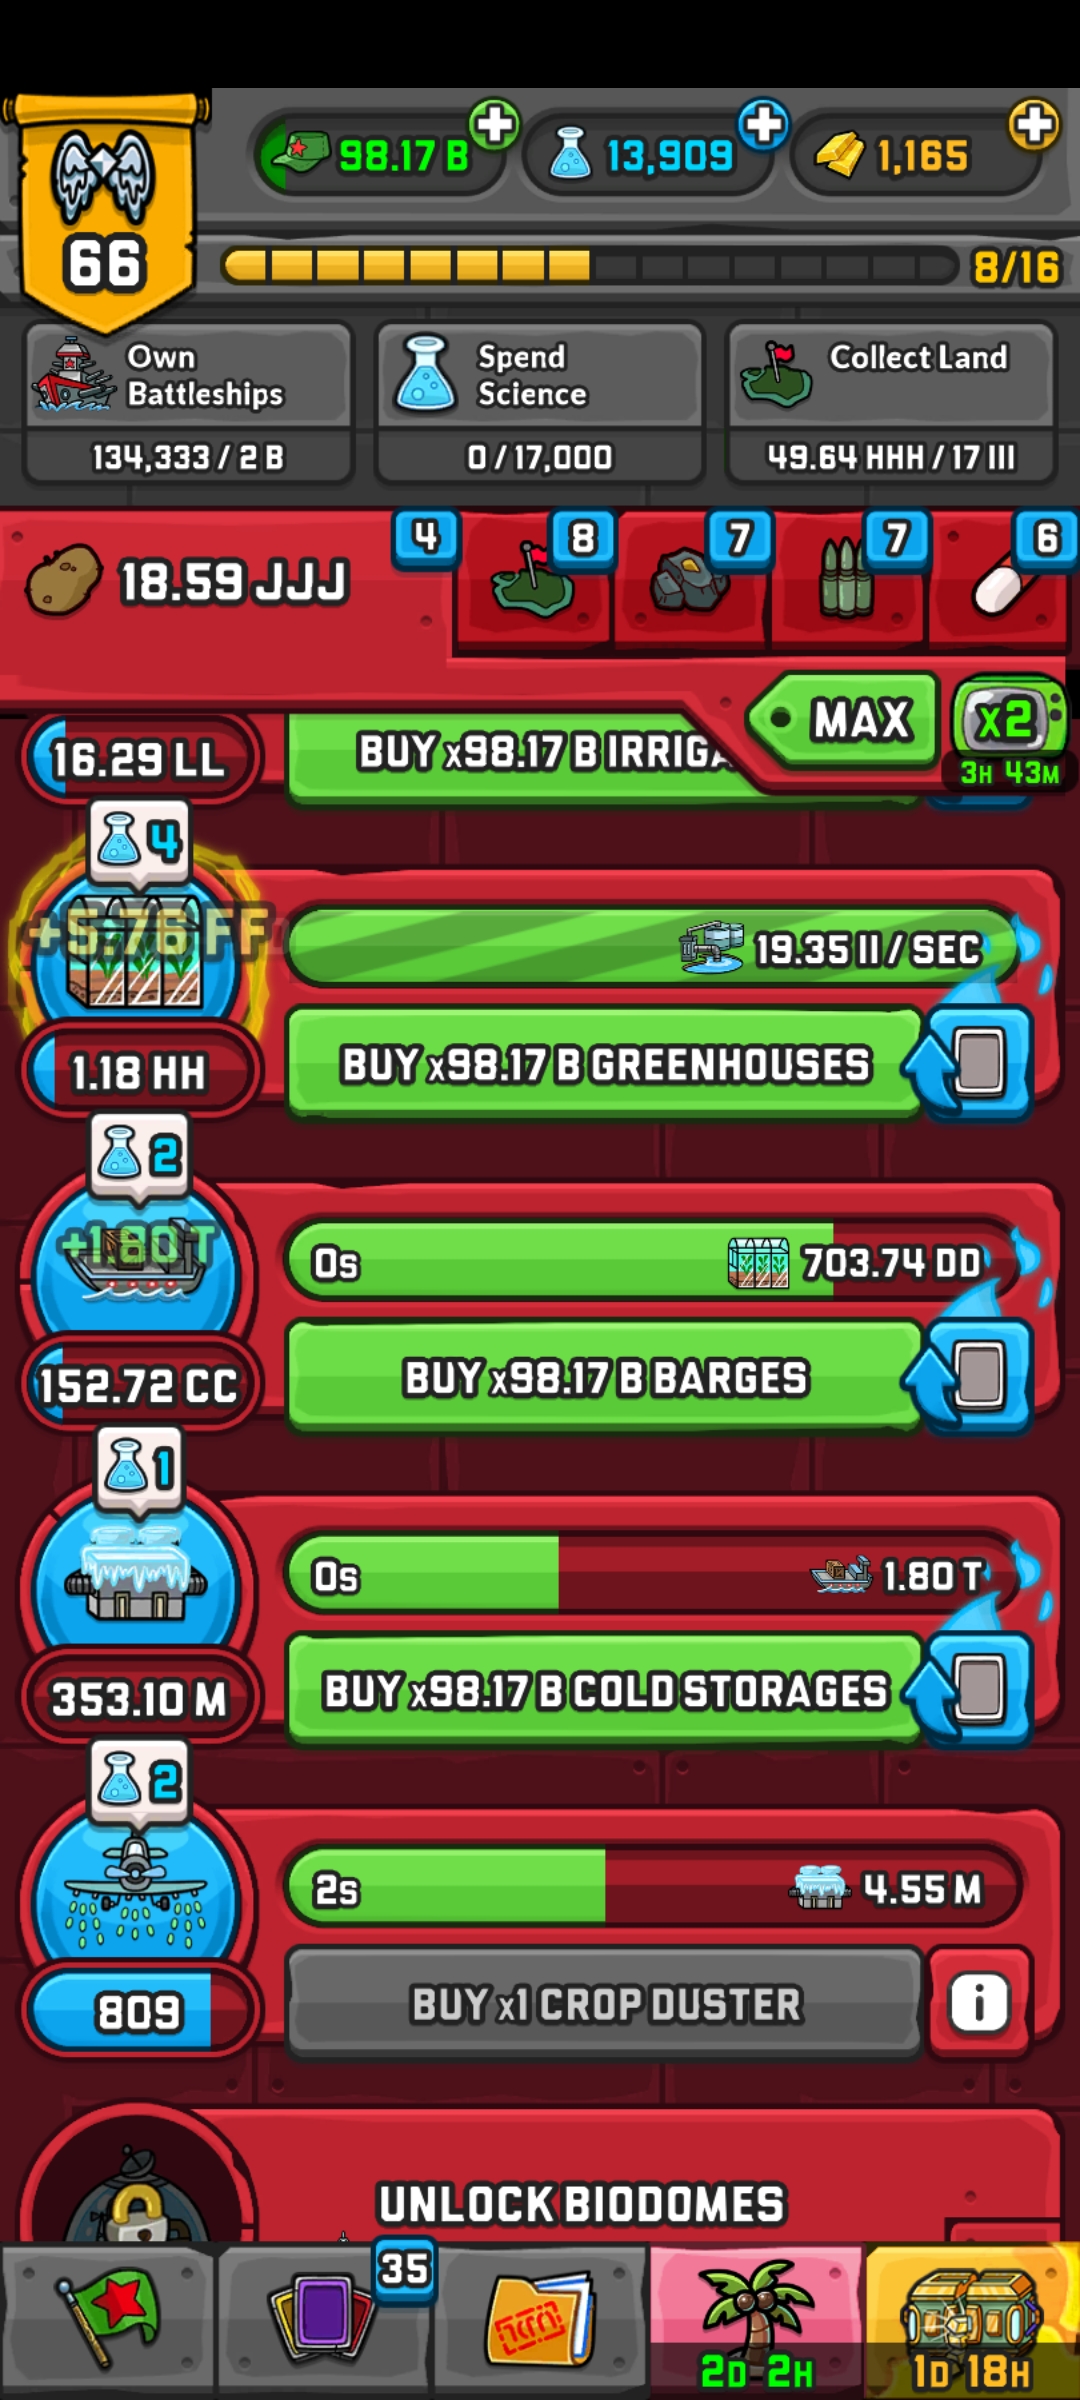 98.17 B
13,909
1,165
66
8/16
Own
Battleships
134,333 / 2 B
Spend
Science
0 / 17,000
Collect Land
49.64 HHH / 17 III
18.59 JJJ
4
8
7
7
6
MAX
x2
3H 43M
16.29 LL
BUY x98.17 B IRRIGA
4
+5.76 FF
19.35 II / SEC
1.18 HH
BUY x98.17 B GREENHOUSES
2
+1.80 T
0s
703.74 DD
152.72 CC
BUY x98.17 B BARGES
1
0s
1.80 T
353.10 M
BUY x98.17 B COLD STORAGES
2
2s
4.55 M
809
BUY x1 CROP DUSTER
i
UNLOCK BIODOMES
35
2D 2H
1D 18H